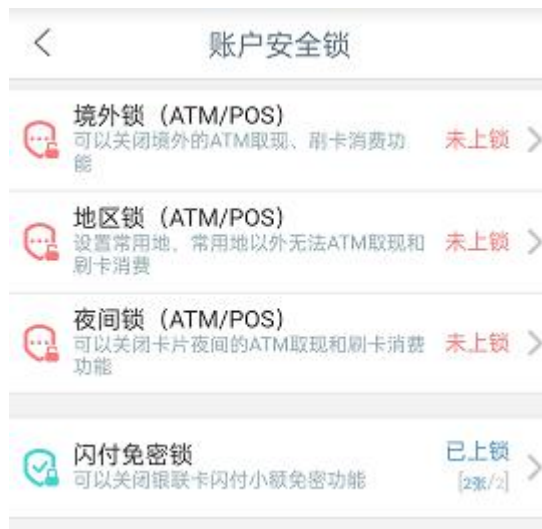 账户安全锁
境外锁（ATM/POS）
可以关闭境外的ATM取现、刷卡消费功
能
未上锁
地区锁（ATM/POS）
设置常用地、常用地以外无法ATM取现和
刷卡消费
未上锁
夜间锁（ATM/POS）
可以关闭卡片夜间的ATM取现和刷卡消费
功能
未上锁
闪付免密锁
可以关闭银联卡闪付小额免密功能
已上锁
[2张/2]